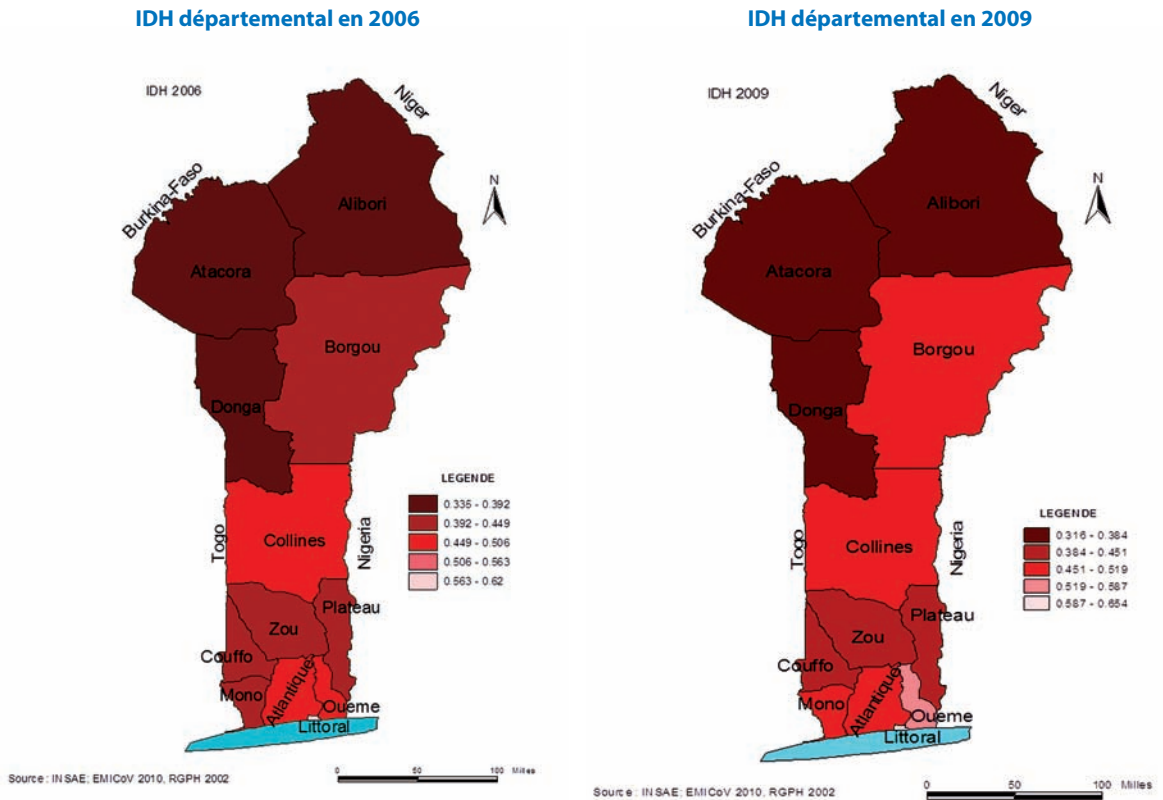 IDH départemental en 2006
IDH 2006
Niger
Burkina-Faso
N
Alibori
Atacora
Borgou
Donga
LEGENDE
0.335 - 0.392
0.392 - 0.449
0.449 - 0.506
0.506 - 0.563
0.563 - 0.62
Togo
Collines
Nigeria
Plateau
Zou
Couffo
Mono
Atlantique
Oueme
Littoral
Source : INSAE; EMICoV 2010, RGPH 2002
0 50 100 Milles
IDH départemental en 2009
IDH 2009
Niger
Burkina-Faso
N
Alibori
Atacora
Borgou
Donga
LEGENDE
0.316 - 0.384
0.384 - 0.451
0.451 - 0.519
0.519 - 0.587
0.587 - 0.654
Togo
Collines
Nigeria
Plateau
Zou
Couffo
Mono
Atlantique
Oueme
Littoral
Source : INSAE; EMICoV 2010, RGPH 2002
0 50 100 Milles